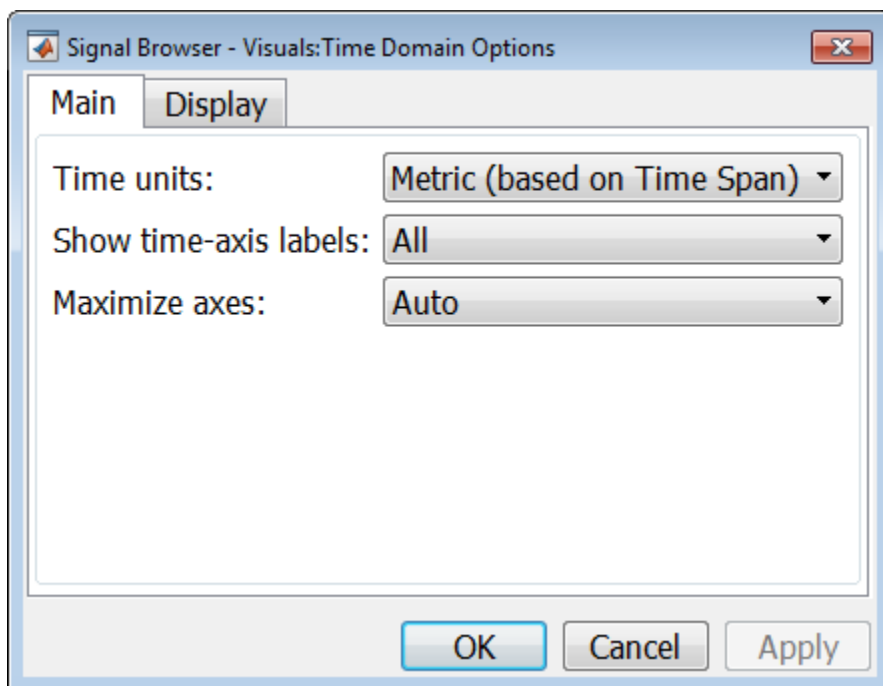 Signal Browser - Visuals:Time Domain Options
Main Display
Time units: Metric (based on Time Span)
Show time-axis labels: All
Maximize axes: Auto
OK Cancel Apply